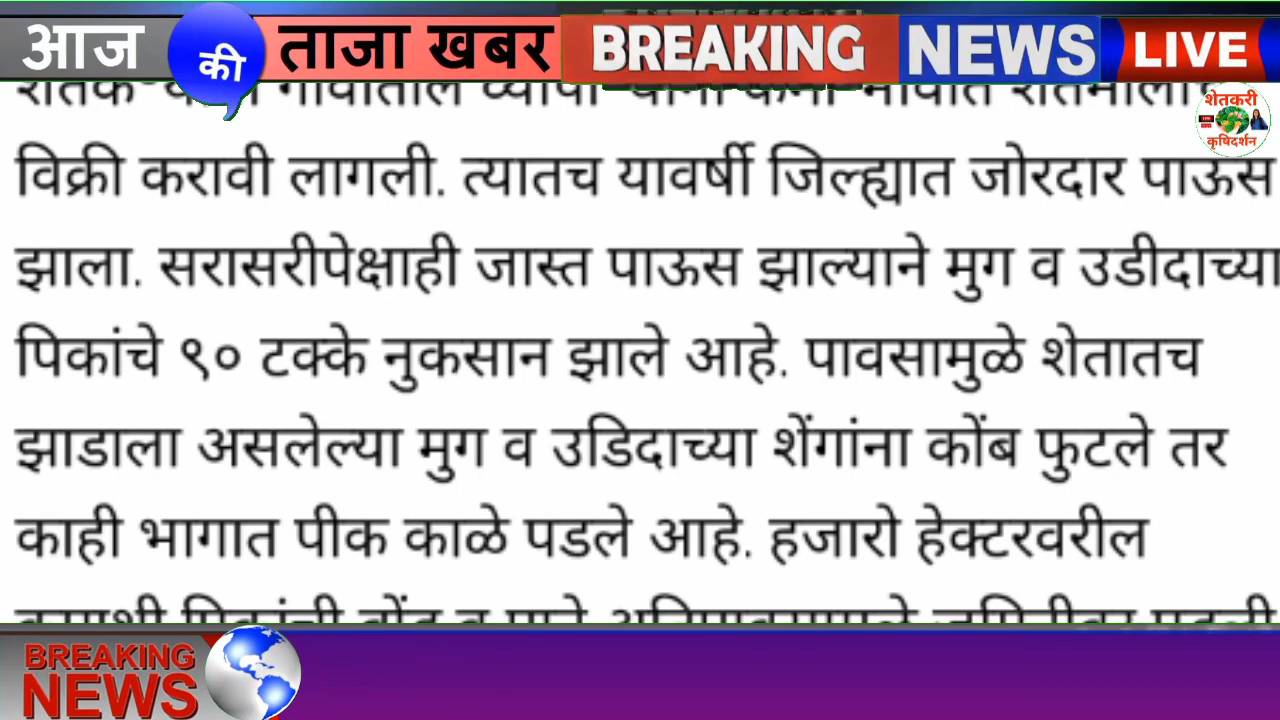 आज की ताजा खबर BREAKING NEWS LIVE
शेतकरी
कृषिदर्शन
विक्री करावी लागली. त्यातच यावर्षी जिल्ह्यात जोरदार पाऊस
झाला. सरासरीपेक्षाही जास्त पाऊस झाल्याने मुग व उडीदाच्या
पिकांचे ९० टक्के नुकसान झाले आहे. पावसामुळे शेतातच
झाडाला असलेल्या मुग व उडिदाच्या शेंगांना कोंब फुटले तर
काही भागात पीक काळे पडले आहे. हजारो हेक्टरवरील
BREAKING
NEWS